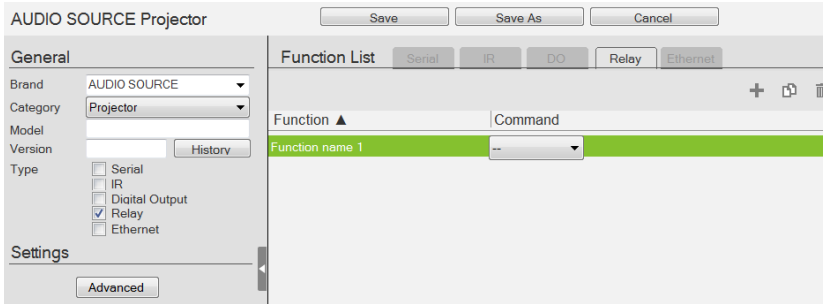 AUDIO SOURCE Projector
Save
Save As
Cancel
General
Brand
AUDIO SOURCE
Category
Projector
Model
Version
History
Type
Serial
IR
Digital Output
Relay
Ethernet
Settings
Advanced
Function List
Serial
IR
DO
Relay
Ethernet
Function ▲
Command
Function name 1
--